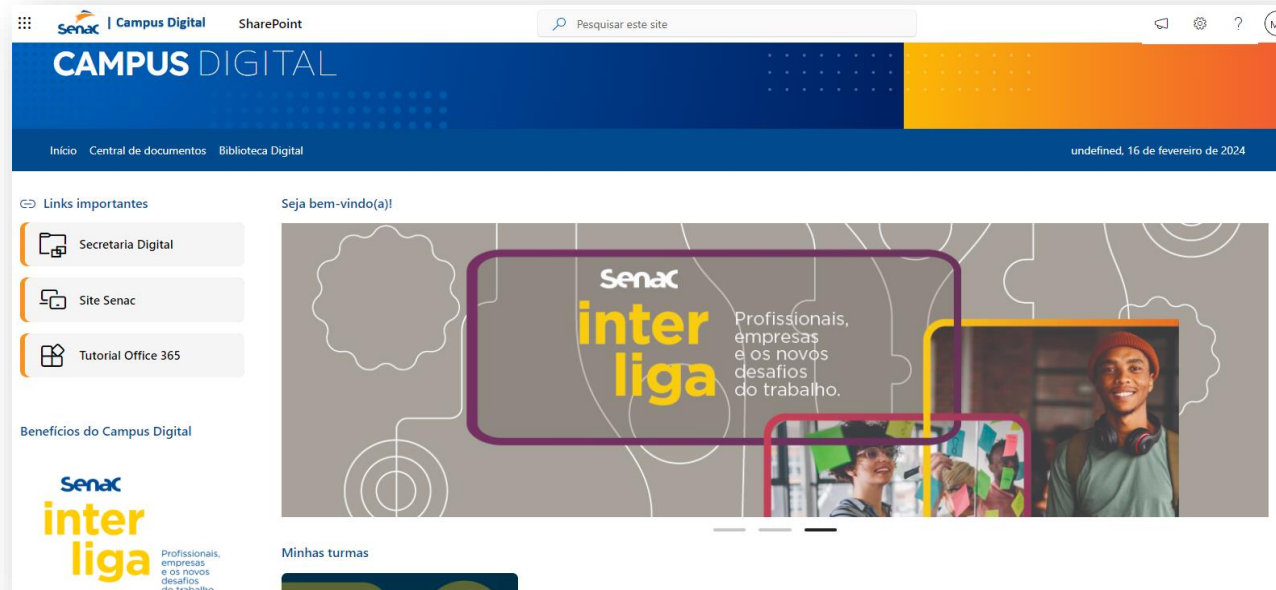 Senac | Campus Digital SharePoint Pesquisar este site ?
CAMPUS DIGITAL
Início Central de documentos Biblioteca Digital undefined, 16 de fevereiro de 2024
Links importantes
Secretaria Digital
Site Senac
Tutorial Office 365
Benefícios do Campus Digital
Senac
inter
liga
Profissionais,
empresas
e os novos
desafios
do trabalho.
Seja bem-vindo(a)!
Senac
inter
liga
Profissionais,
empresas
e os novos
desafios
do trabalho.
Minhas turmas